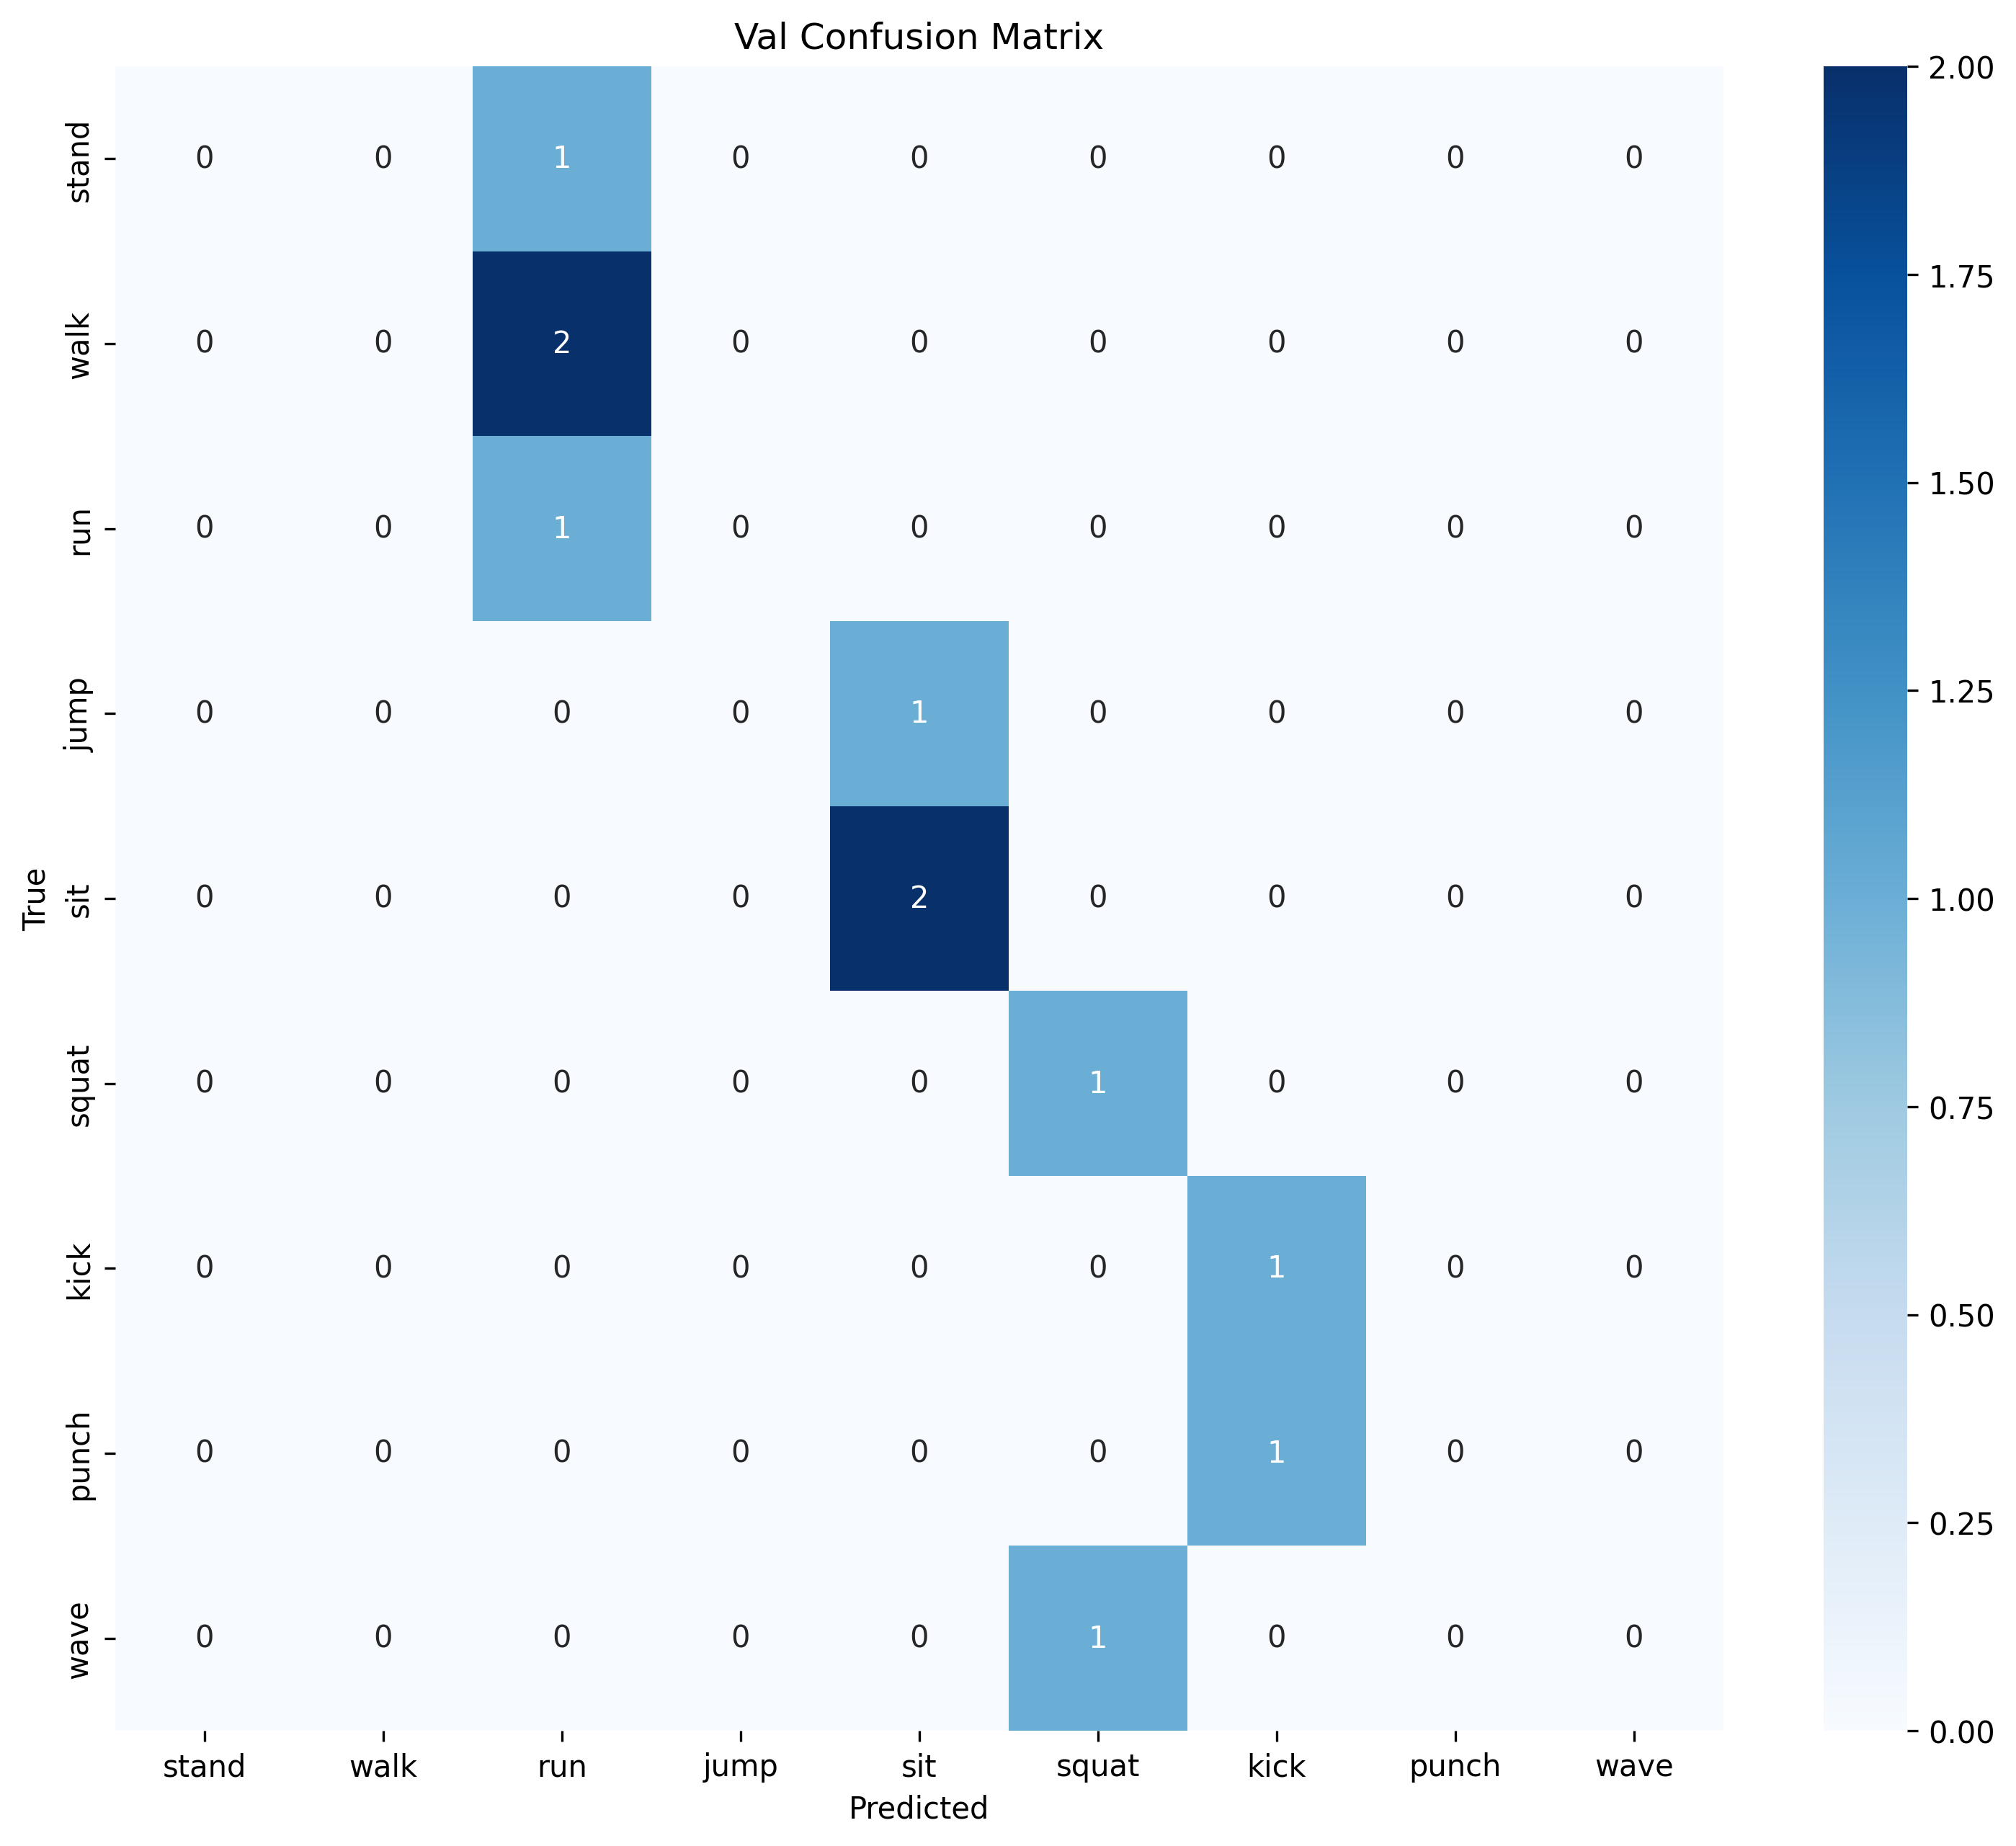 Val Confusion Matrix
stand 0 0 1 0 0 0 0 0 0
walk 0 0 2 0 0 0 0 0 0
run 0 0 1 0 0 0 0 0 0
jump 0 0 0 0 1 0 0 0 0
sit 0 0 0 0 2 0 0 0 0
squat 0 0 0 0 0 1 0 0 0
kick 0 0 0 0 0 0 1 0 0
punch 0 0 0 0 0 0 1 0 0
wave 0 0 0 0 0 1 0 0 0
True
stand walk run jump sit squat kick punch wave
Predicted
2.00
1.75
1.50
1.25
1.00
0.75
0.50
0.25
0.00